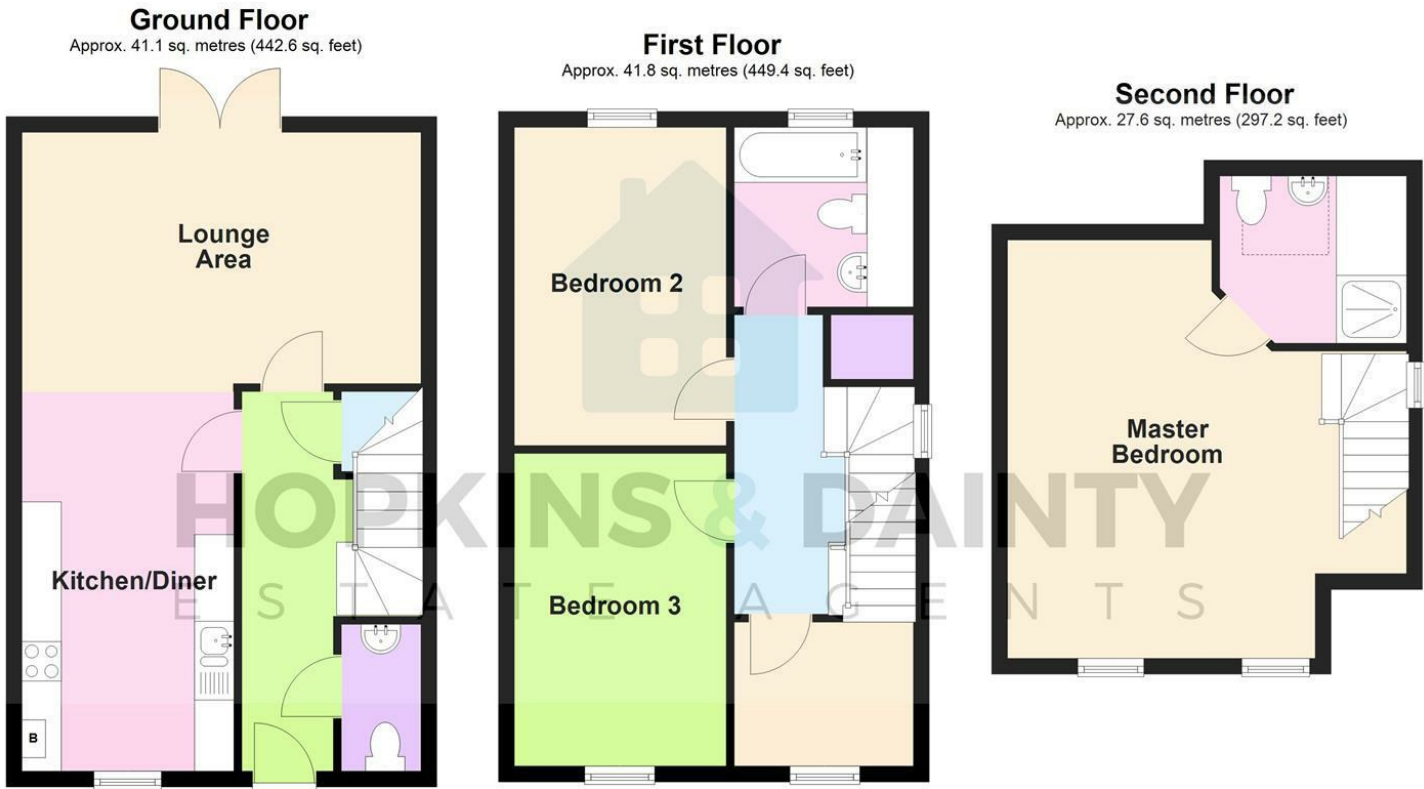 Ground Floor
Approx. 41.1 sq. metres (442.6 sq. feet)
First Floor
Approx. 41.8 sq. metres (449.4 sq. feet)
Second Floor
Approx. 27.6 sq. metres (297.2 sq. feet)
Lounge
Area
Kitchen/Diner
B
Bedroom 2
Bedroom 3
Master
Bedroom
HOPKINS & DAINTY
ESTATE AGENTS